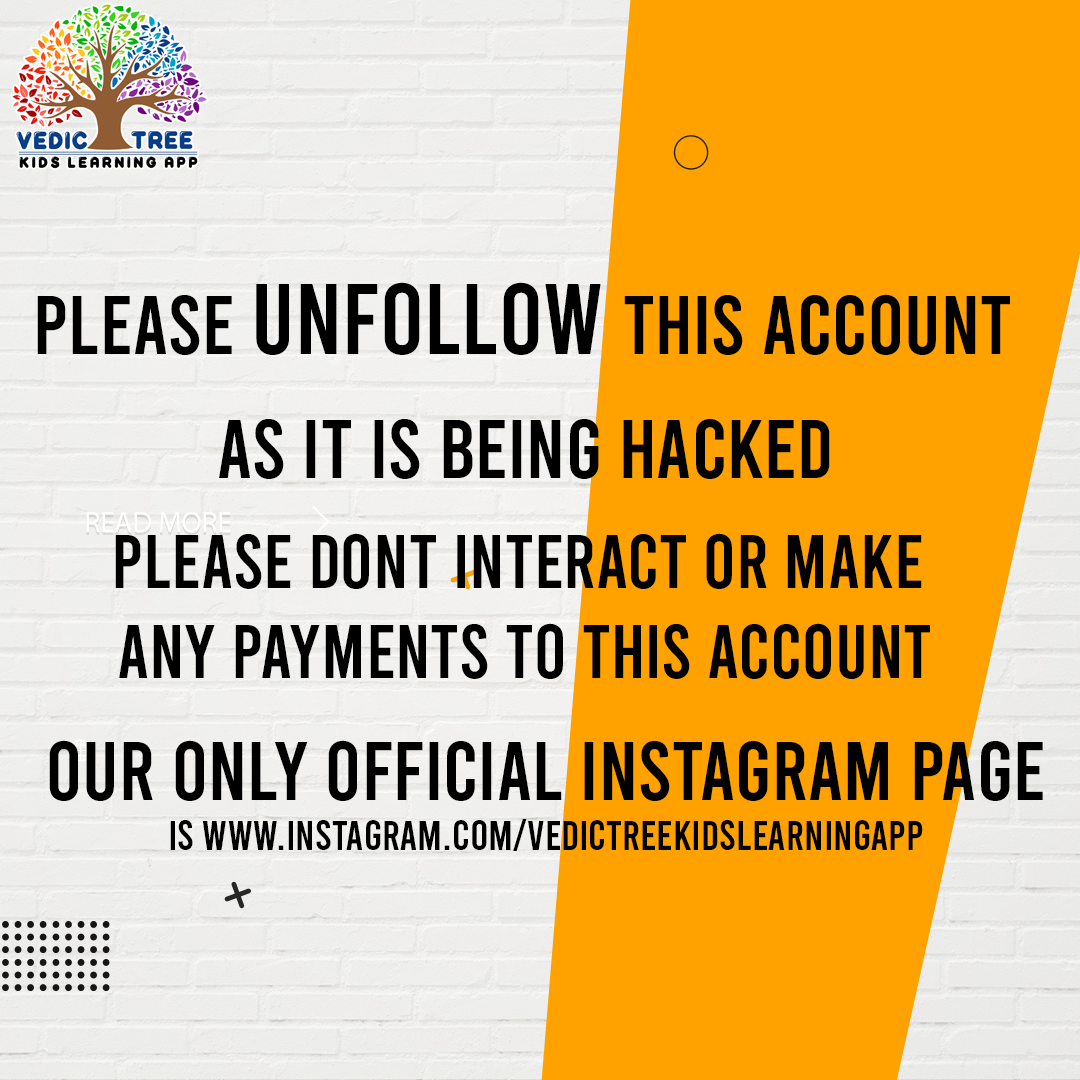 VEDIC TREE
KIDS LEARNING APP
PLEASE UNFOLLOW THIS ACCOUNT
AS IT IS BEING HACKED
READ MORE
PLEASE DONT INTERACT OR MAKE
ANY PAYMENTS TO THIS ACCOUNT
OUR ONLY OFFICIAL INSTAGRAM PAGE
IS WWW.INSTAGRAM.COM/VEDICTREEKIDSLEARNINGAPP